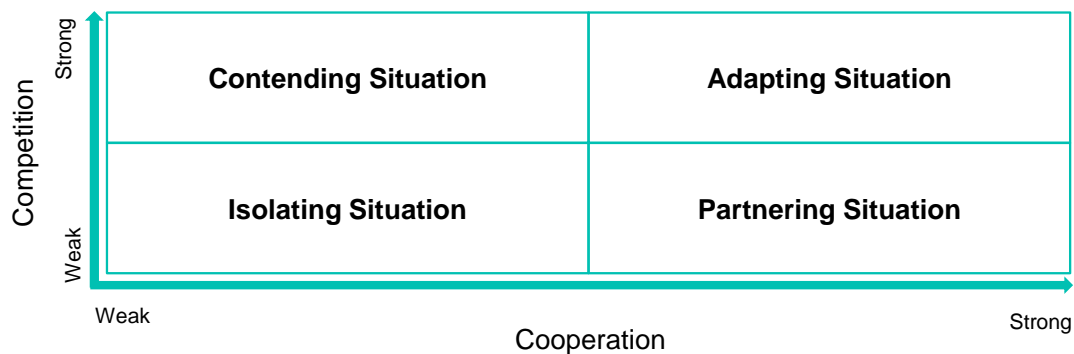 Competition
Strong
Weak
Contending Situation
Adapting Situation
Isolating Situation
Partnering Situation
Weak
Strong
Cooperation